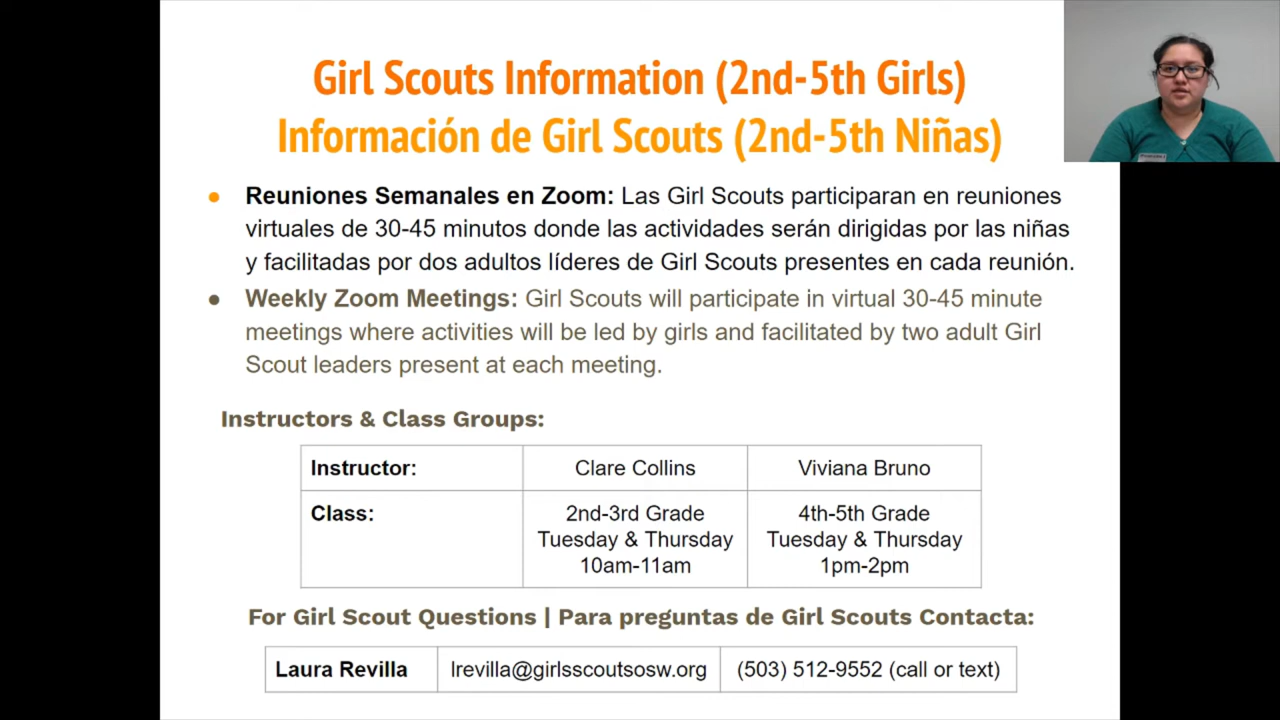 Girl Scouts Information (2nd-5th Girls)
Información de Girl Scouts (2nd-5th Niñas)
Reuniones Semanales en Zoom: Las Girl Scouts participaran en reuniones
virtuales de 30-45 minutos donde las actividades serán dirigidas por las niñas
y facilitadas por dos adultos líderes de Girl Scouts presentes en cada reunión.
Weekly Zoom Meetings: Girl Scouts will participate in virtual 30-45 minute
meetings where activities will be led by girls and facilitated by two adult Girl
Scout leaders present at each meeting.
Instructors & Class Groups:
Instructor: Clare Collins Viviana Bruno
Class: 2nd-3rd Grade 4th-5th Grade
Tuesday & Thursday Tuesday & Thursday
10am-11am 1pm-2pm
For Girl Scout Questions | Para preguntas de Girl Scouts Contacta:
Laura Revilla lrevilla@girlsscoutsosw.org (503) 512-9552 (call or text)